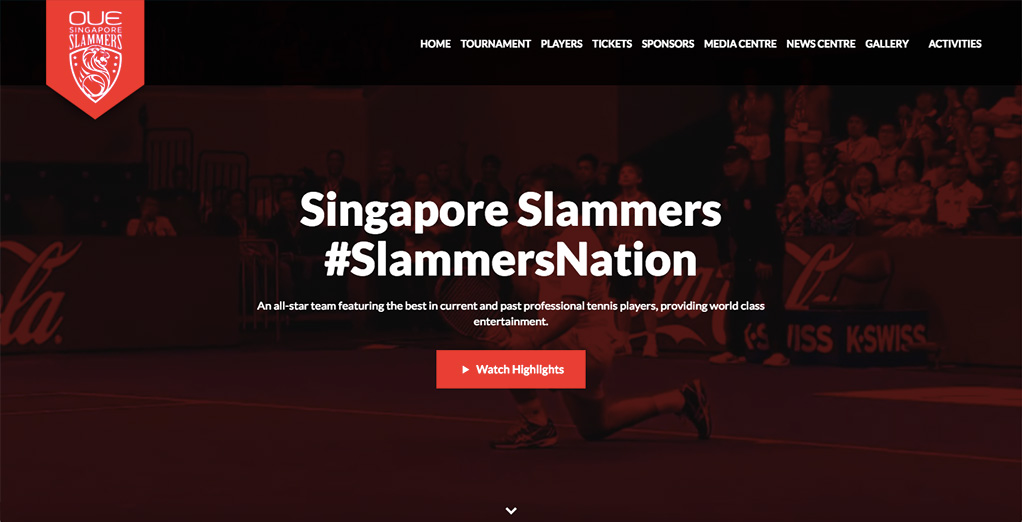 OUE
SINGAPORE
SLAMMERS
HOME TOURNAMENT PLAYERS TICKETS SPONSORS MEDIA CENTRE NEWS CENTRE GALLERY ACTIVITIES
Singapore Slammers
#SlammersNation
An all-star team featuring the best in current and past professional tennis players, providing world class
entertainment.
K•SWISS
Watch Highlights